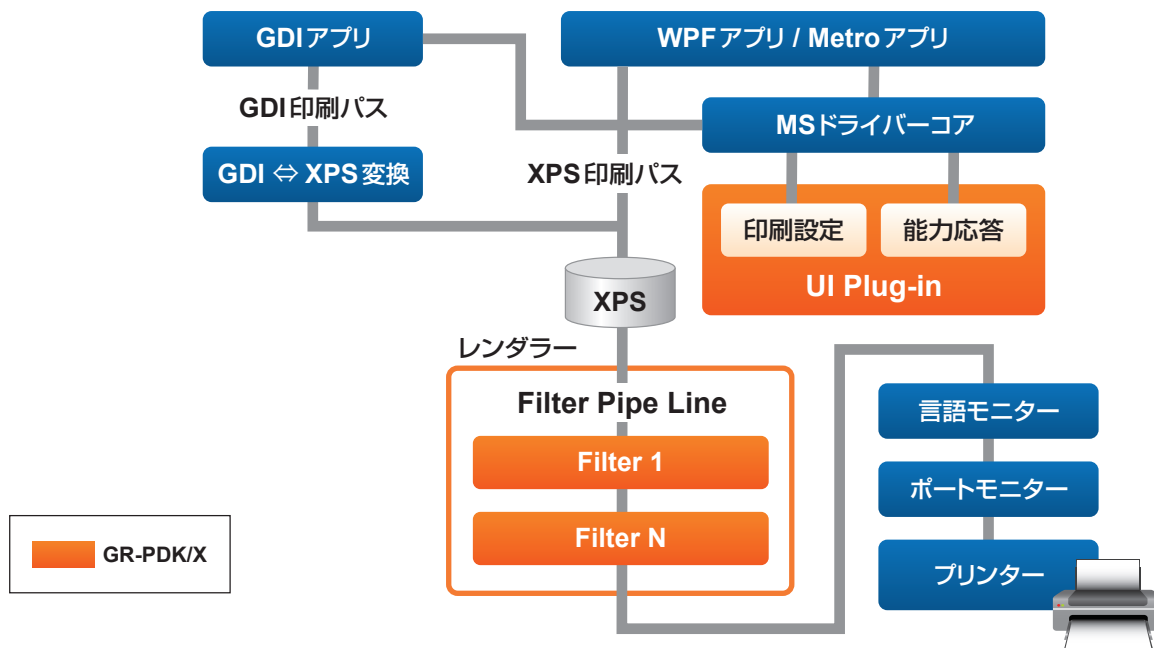 GDIアプリ
WPFアプリ / Metroアプリ
GDI印刷パス
MSドライバーコア
GDI ⇔ XPS変換
XPS印刷パス
印刷設定
能力応答
UI Plug-in
XPS
レンダラー
Filter Pipe Line
Filter 1
Filter N
言語モニター
ポートモニター
プリンター
GR-PDK/X